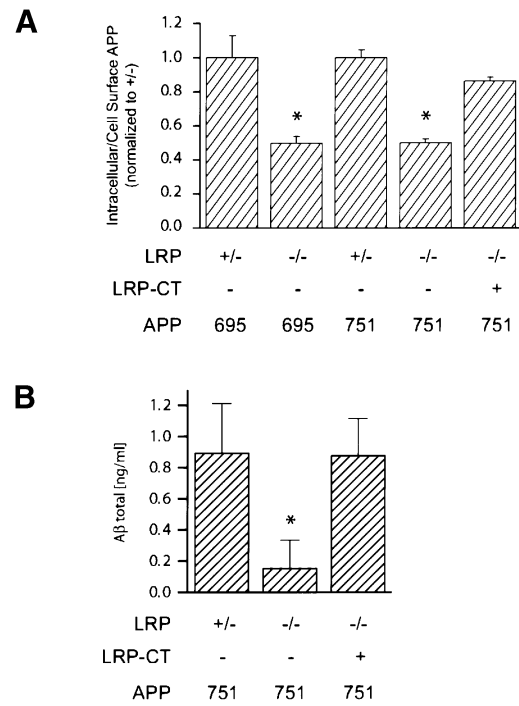 A
Intracellular/Cell Surface APP
(normalized to +/-)
1.2
1.0
0.8
0.6
0.4
0.2
0.0
* *
LRP +/- -/- +/- -/- -/-
LRP-CT - - - - +
APP 695 695 751 751 751
B
Aβ total [ng/ml]
1.2
1.0
0.8
0.6
0.4
0.2
0.0
*
LRP +/- -/- -/-
LRP-CT - - +
APP 751 751 751